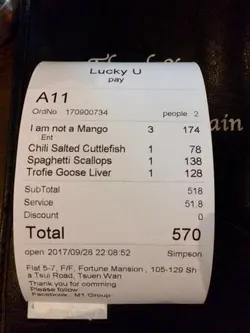 Lucky U
pay
A11
OrdNo 170900734 people 2
I am not a Mango 3 174
Ent
Chili Salted Cuttlefish 1 78
Spaghetti Scallops 1 138
Trofie Goose Liver 1 128
SubTotal 518
Service 51.8
Discount 0
Total 570
open 2017/09/26 22:08:52 Simpson
Flat 5-7, F/F, Fortune Mansion, 105-129 Sh
a Tsui Road, Tsuen Wan
Thank you for comming
Please follow
Facebook M1 Group